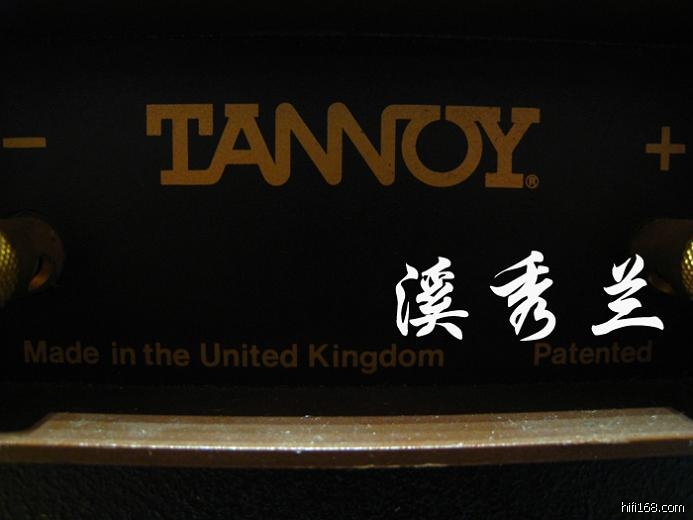 − TANNOY® +
溪秀兰
Made in the United Kingdom Patented
hifi168.com